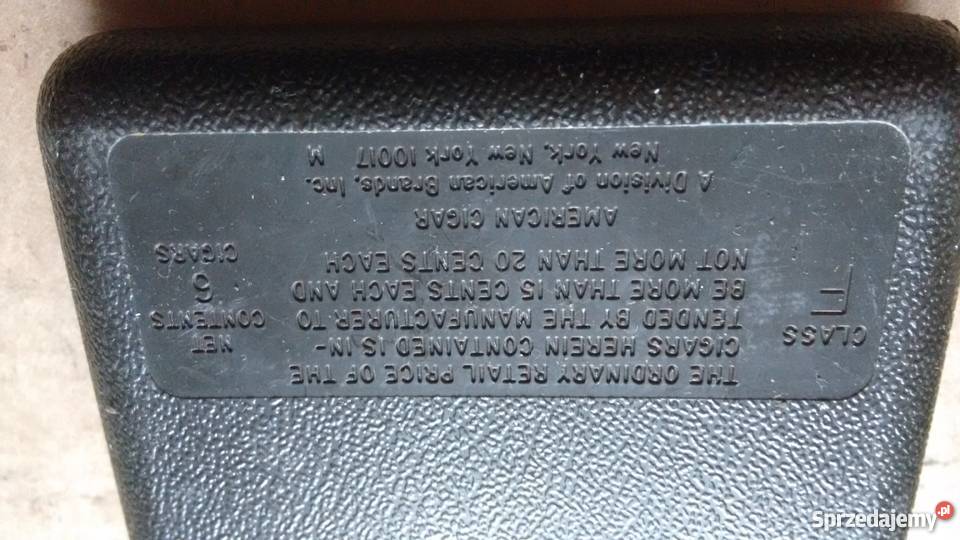 THE ORDINARY RETAIL PRICE OF THE
CIGARS HEREIN CONTAINED IS IN-
TENDED BY THE MANUFACTURER TO
BE MORE THAN 15 CENTS EACH AND
NOT MORE THAN 20 CENTS EACH
CLASS
F
NET
CONTENTS
6
CIGARS
AMERICAN CIGAR
A Division of American Brands, Inc.
New York, New York 10017 M
Sprzedajemy.pl